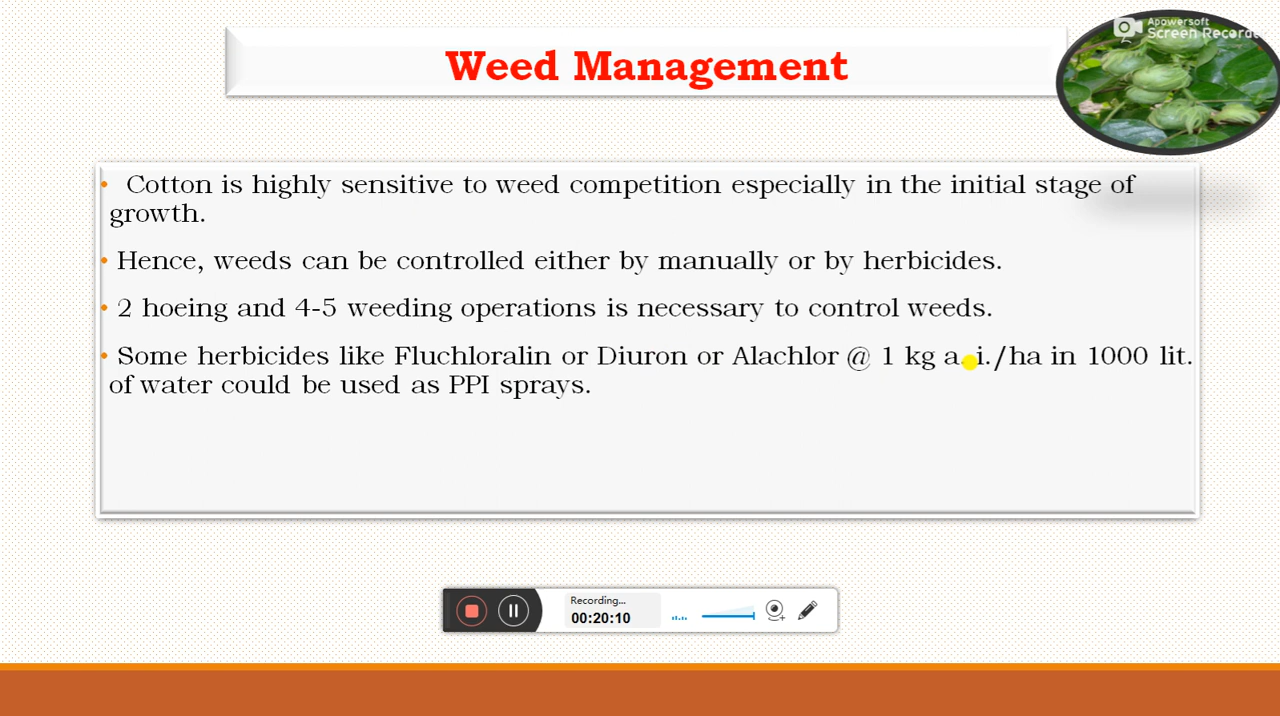 Apowersoft
Screen Recorder
Weed Management
• Cotton is highly sensitive to weed competition especially in the initial stage of
growth.
• Hence, weeds can be controlled either by manually or by herbicides.
• 2 hoeing and 4-5 weeding operations is necessary to control weeds.
• Some herbicides like Fluchloralin or Diuron or Alachlor @ 1 kg a. i./ha in 1000 lit.
of water could be used as PPI sprays.
Recording...
00:20:10